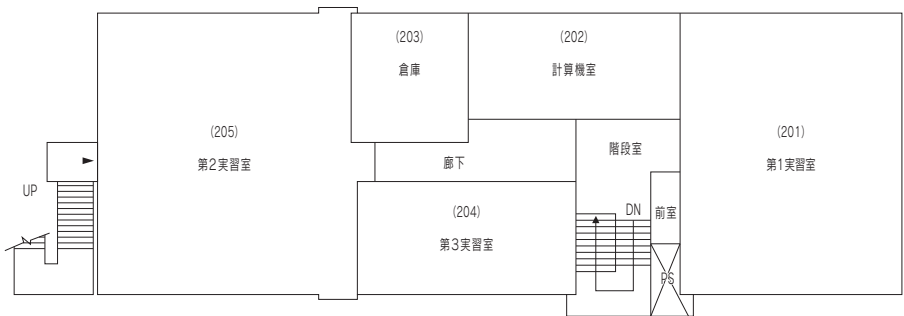 (203)
倉庫
(202)
計算機室
(205)
第2実習室
(201)
第1実習室
階段室
廊下
UP
(204)
第3実習室
DN
前室
PS